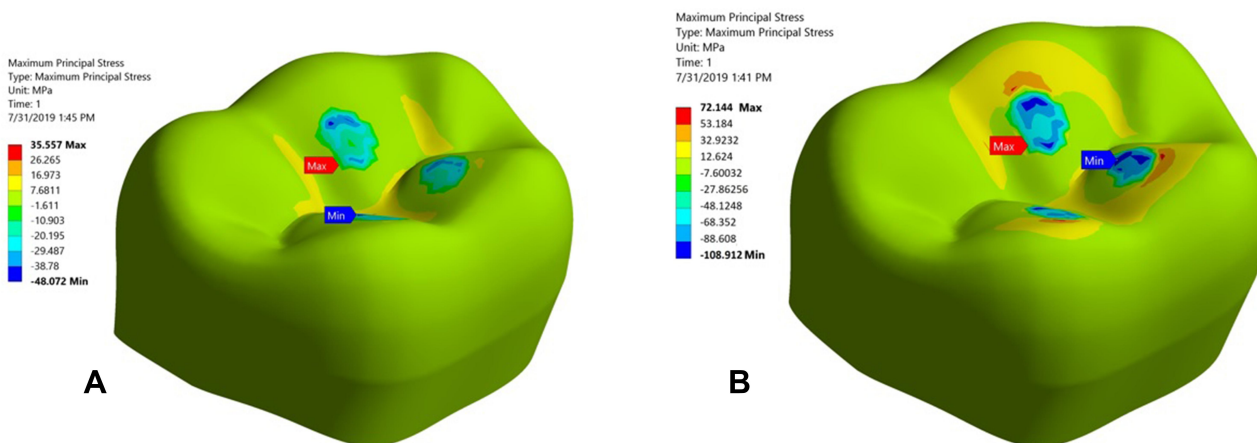 Maximum Principal Stress
Type: Maximum Principal Stress
Unit: MPa
Time: 1
7/31/2019 1:45 PM
35.557 Max
26.265
16.973
7.6811
-1.611
-10.903
-20.195
-29.487
-38.78
-48.072 Min
Max
Min
A
Maximum Principal Stress
Type: Maximum Principal Stress
Unit: MPa
Time: 1
7/31/2019 1:41 PM
72.144 Max
53.184
32.9232
12.624
-7.60032
-27.86256
-48.1248
-68.352
-88.608
-108.912 Min
Max
Min
B